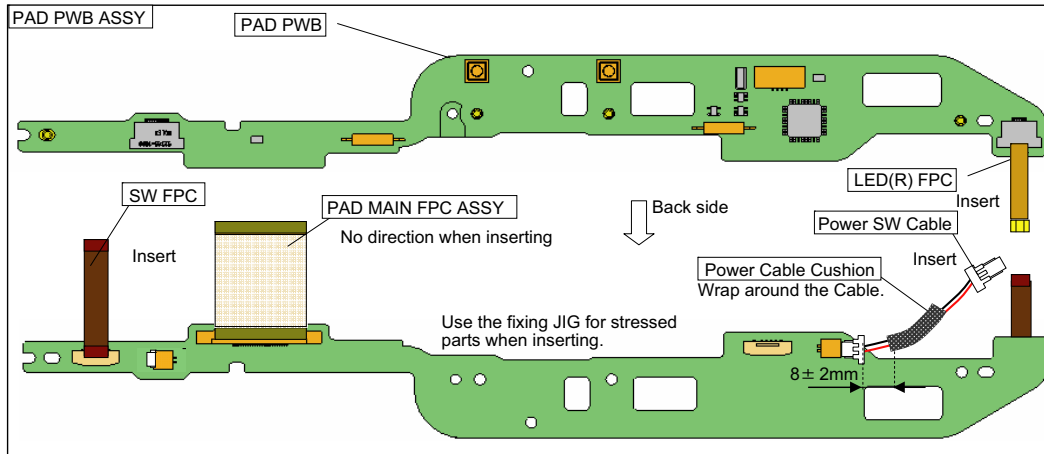 PAD PWB ASSY
PAD PWB
LED(R) FPC
Insert
SW FPC
Insert
PAD MAIN FPC ASSY
No direction when inserting
Back side
Power SW Cable
Insert
Power Cable Cushion
Wrap around the Cable.
Use the fixing JIG for stressed
parts when inserting.
8± 2mm